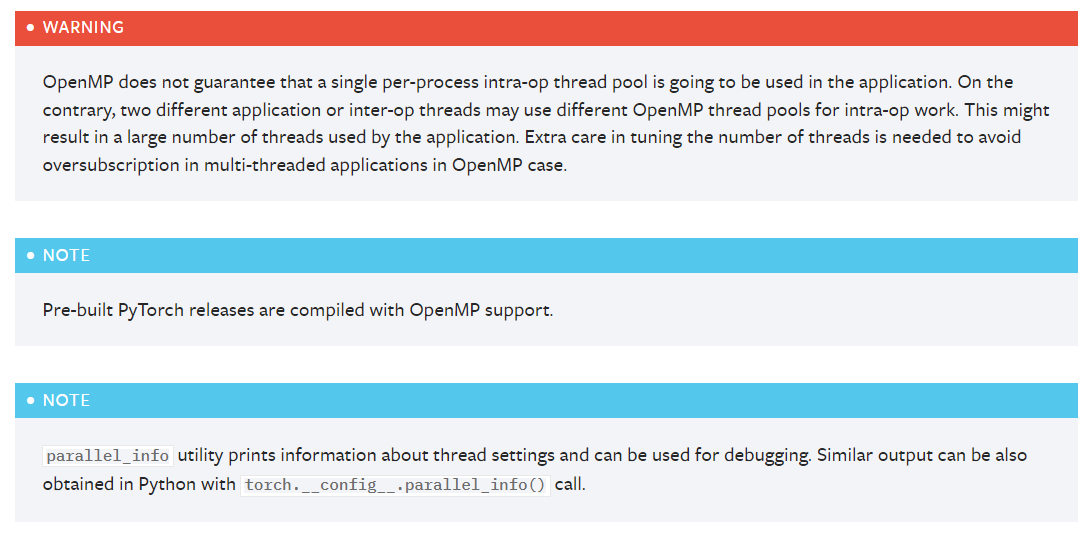 WARNING
OpenMP does not guarantee that a single per-process intra-op thread pool is going to be used in the application. On the
contrary, two different application or inter-op threads may use different OpenMP thread pools for intra-op work. This might
result in a large number of threads used by the application. Extra care in tuning the number of threads is needed to avoid
oversubscription in multi-threaded applications in OpenMP case.
NOTE
Pre-built PyTorch releases are compiled with OpenMP support.
NOTE
parallel_info utility prints information about thread settings and can be used for debugging. Similar output can be also
obtained in Python with torch.__config__.parallel_info() call.